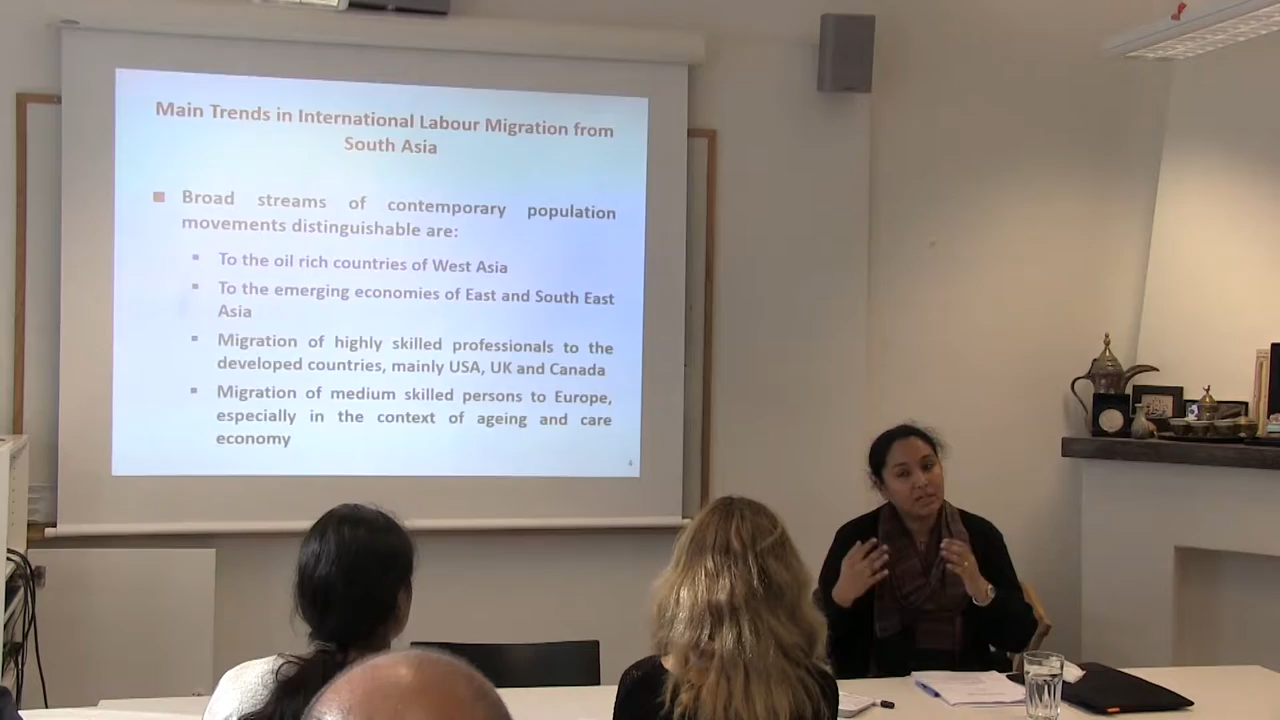 Main Trends in International Labour Migration from
South Asia
Broad streams of contemporary population
movements distinguishable are:
To the oil rich countries of West Asia
To the emerging economies of East and South East
Asia
Migration of highly skilled professionals to the
developed countries, mainly USA, UK and Canada
Migration of medium skilled persons to Europe,
especially in the context of ageing and care
economy